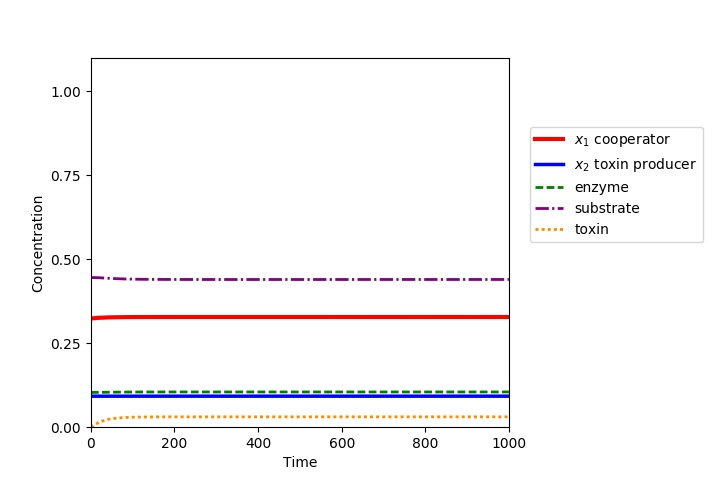 1.00
0.75
0.50
0.25
0.00
Concentration
0 200 400 600 800 1000
Time
x₁ cooperator
x₂ toxin producer
enzyme
substrate
toxin